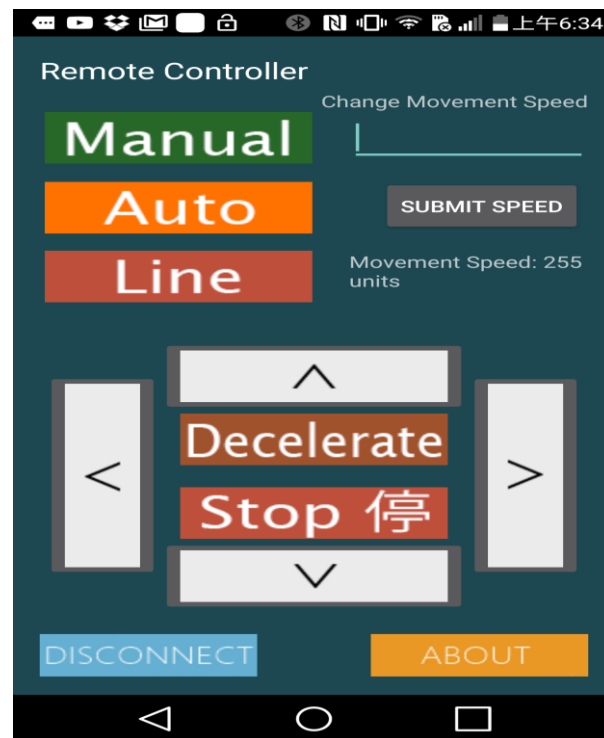 上午6:34
Remote Controller
Change Movement Speed
Manual
Auto
SUBMIT SPEED
Line
Movement Speed: 255
units
^
Decelerate
<
>
Stop 停
v
DISCONNECT
ABOUT